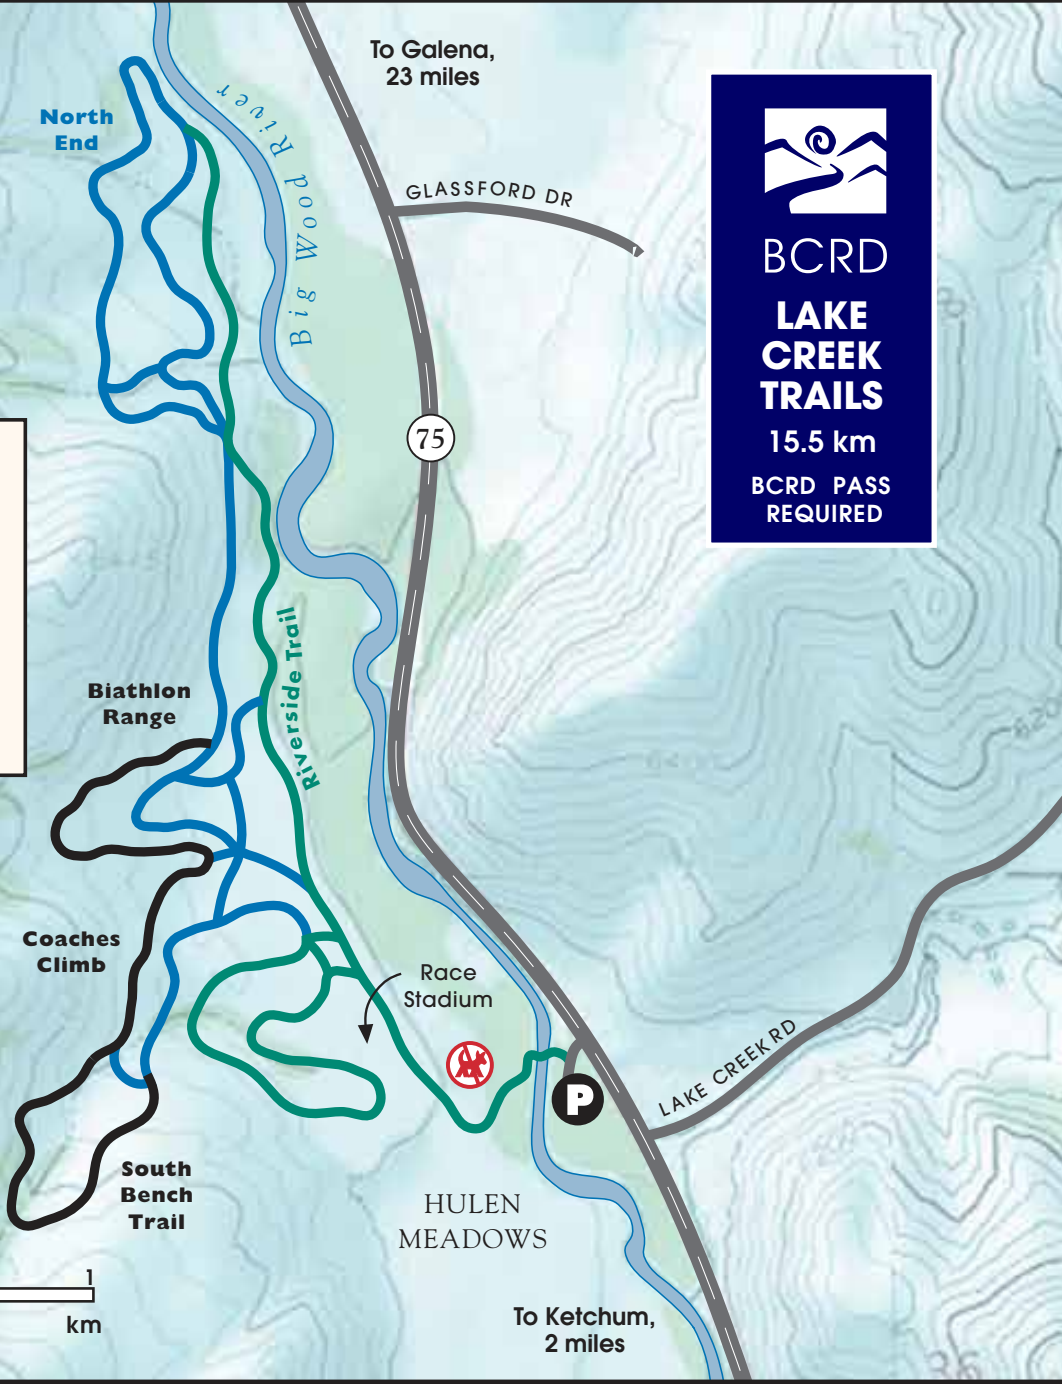 To Galena,
23 miles
North
End
Big Wood River
GLASSFORD DR
BCRD
LAKE
CREEK
TRAILS
15.5 km
BCRD PASS
REQUIRED
75
Riverside Trail
Biathlon
Range
Coaches
Climb
Race
Stadium
LAKE CREEK RD
P
South
Bench
Trail
HULEN
MEADOWS
1
km
To Ketchum,
2 miles
36